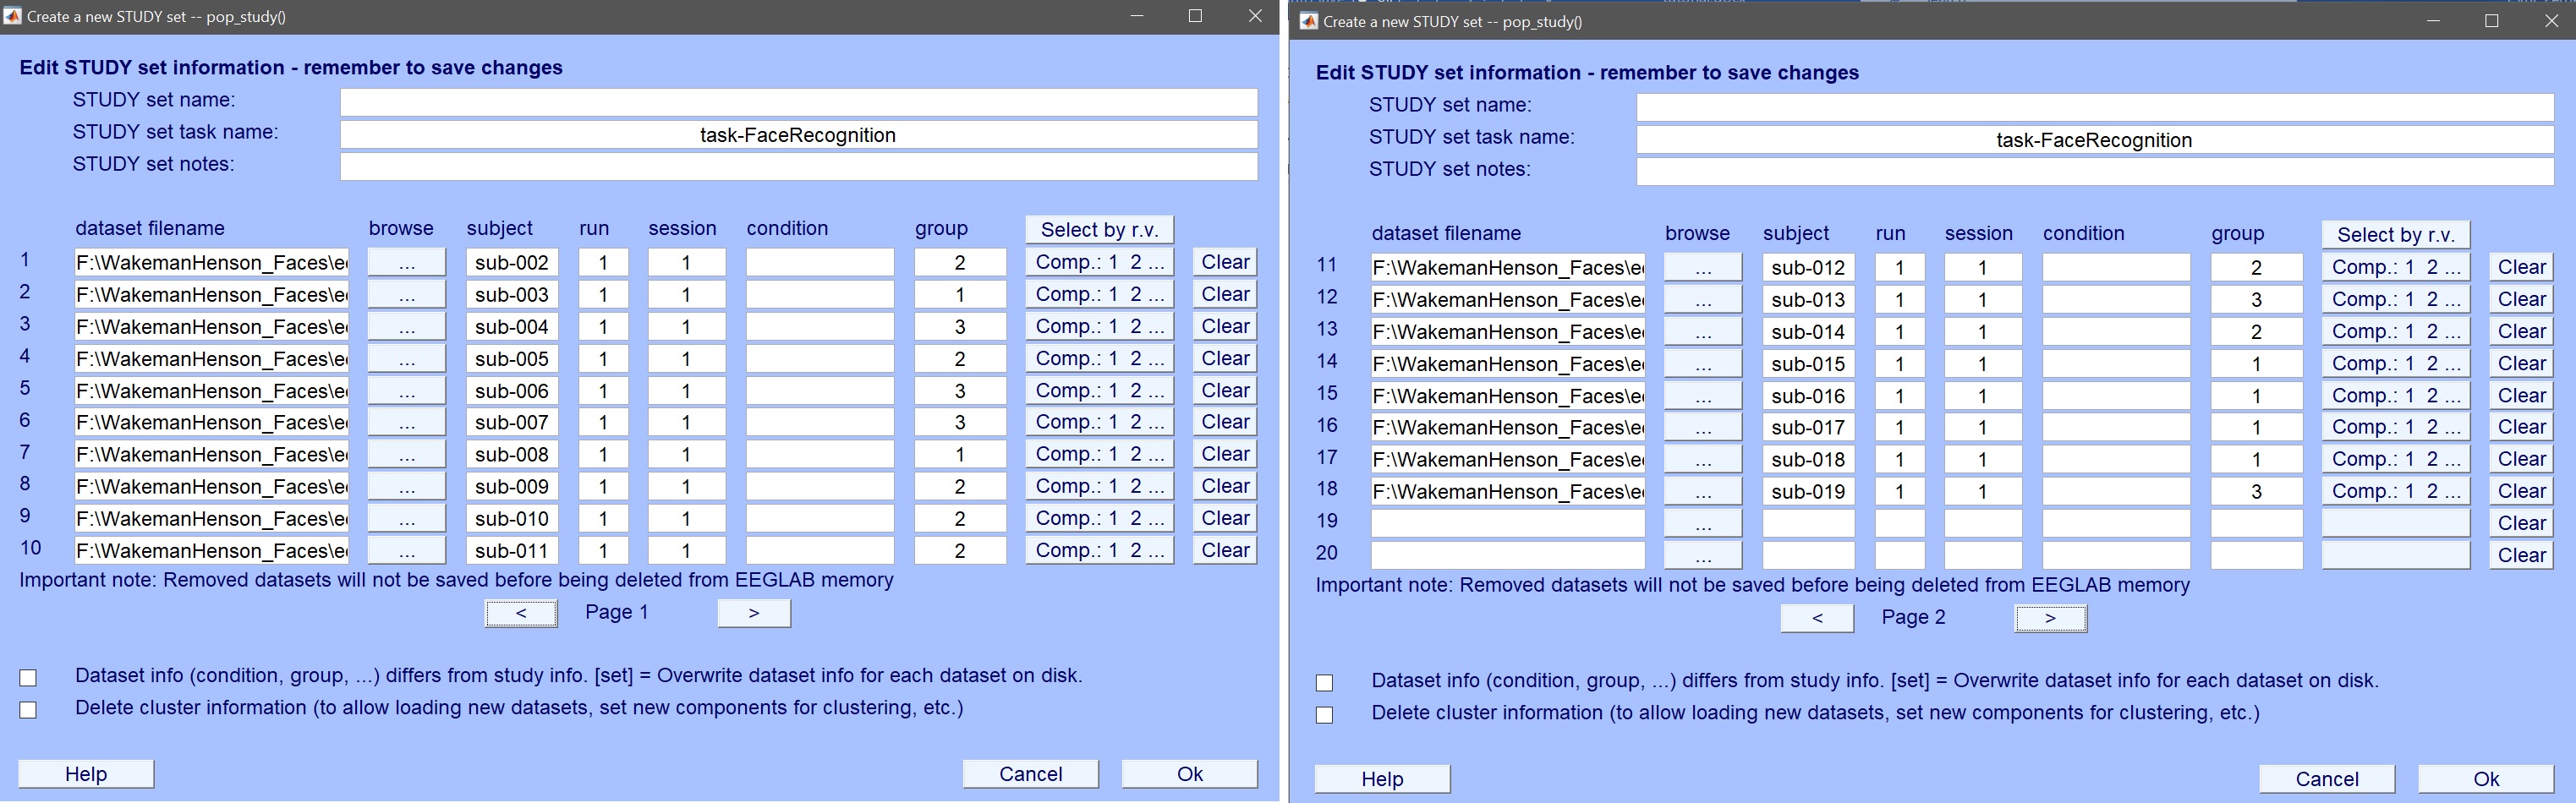 Create a new STUDY set -- pop_study()
Edit STUDY set information - remember to save changes
STUDY set name:
STUDY set task name: task-FaceRecognition
STUDY set notes:
dataset filename browse subject run session condition group Select by r.v.
1 F:\WakemanHenson_Faces\e ... sub-002 1 1 2 Comp.: 1 2 ... Clear
2 F:\WakemanHenson_Faces\e ... sub-003 1 1 1 Comp.: 1 2 ... Clear
3 F:\WakemanHenson_Faces\e ... sub-004 1 1 3 Comp.: 1 2 ... Clear
4 F:\WakemanHenson_Faces\e ... sub-005 1 1 2 Comp.: 1 2 ... Clear
5 F:\WakemanHenson_Faces\e ... sub-006 1 1 3 Comp.: 1 2 ... Clear
6 F:\WakemanHenson_Faces\e ... sub-007 1 1 3 Comp.: 1 2 ... Clear
7 F:\WakemanHenson_Faces\e ... sub-008 1 1 1 Comp.: 1 2 ... Clear
8 F:\WakemanHenson_Faces\e ... sub-009 1 1 2 Comp.: 1 2 ... Clear
9 F:\WakemanHenson_Faces\e ... sub-010 1 1 2 Comp.: 1 2 ... Clear
10 F:\WakemanHenson_Faces\e ... sub-011 1 1 2 Comp.: 1 2 ... Clear
Important note: Removed datasets will not be saved before being deleted from EEGLAB memory
< Page 1 >
Dataset info (condition, group, ...) differs from study info. [set] = Overwrite dataset info for each dataset on disk.
Delete cluster information (to allow loading new datasets, set new components for clustering, etc.)
Help Cancel Ok
Create a new STUDY set -- pop_study()
Edit STUDY set information - remember to save changes
STUDY set name:
STUDY set task name: task-FaceRecognition
STUDY set notes:
dataset filename browse subject run session condition group Select by r.v.
11 F:\WakemanHenson_Faces\e ... sub-012 1 1 2 Comp.: 1 2 ... Clear
12 F:\WakemanHenson_Faces\e ... sub-013 1 1 3 Comp.: 1 2 ... Clear
13 F:\WakemanHenson_Faces\e ... sub-014 1 1 2 Comp.: 1 2 ... Clear
14 F:\WakemanHenson_Faces\e ... sub-015 1 1 1 Comp.: 1 2 ... Clear
15 F:\WakemanHenson_Faces\e ... sub-016 1 1 1 Comp.: 1 2 ... Clear
16 F:\WakemanHenson_Faces\e ... sub-017 1 1 1 Comp.: 1 2 ... Clear
17 F:\WakemanHenson_Faces\e ... sub-018 1 1 1 Comp.: 1 2 ... Clear
18 F:\WakemanHenson_Faces\e ... sub-019 1 1 3 Comp.: 1 2 ... Clear
19 ... Clear
20 ... Clear
Important note: Removed datasets will not be saved before being deleted from EEGLAB memory
< Page 2 >
Dataset info (condition, group, ...) differs from study info. [set] = Overwrite dataset info for each dataset on disk.
Delete cluster information (to allow loading new datasets, set new components for clustering, etc.)
Help Cancel Ok